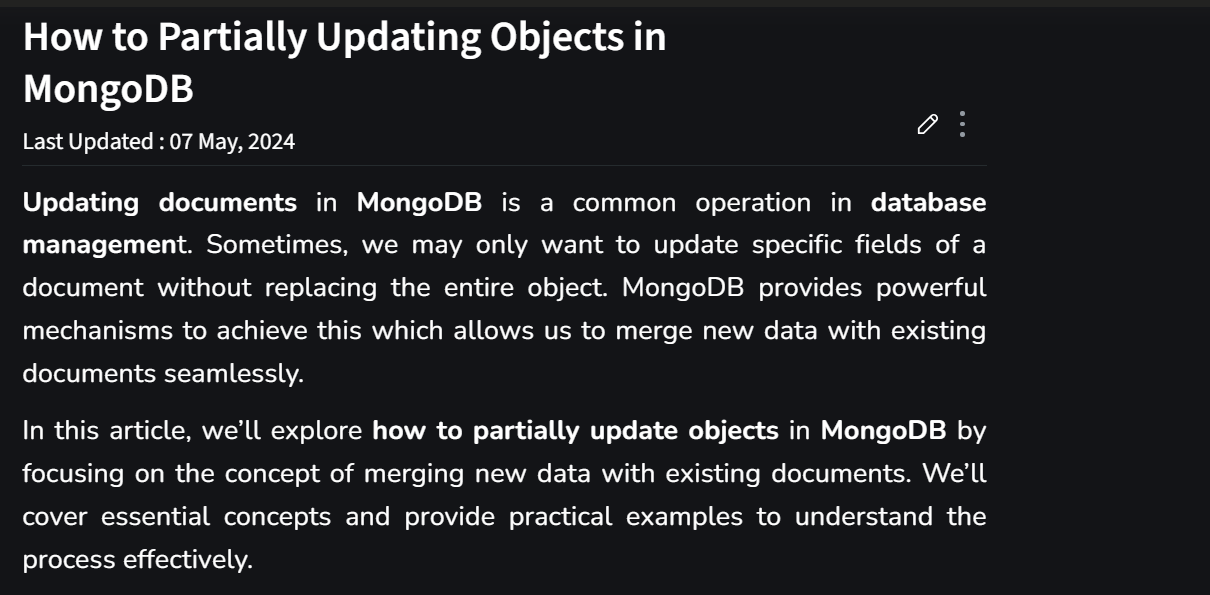 How to Partially Updating Objects in
MongoDB
Last Updated : 07 May, 2024
Updating documents in MongoDB is a common operation in database
management. Sometimes, we may only want to update specific fields of a
document without replacing the entire object. MongoDB provides powerful
mechanisms to achieve this which allows us to merge new data with existing
documents seamlessly.
In this article, we’ll explore how to partially update objects in MongoDB by
focusing on the concept of merging new data with existing documents. We’ll
cover essential concepts and provide practical examples to understand the
process effectively.